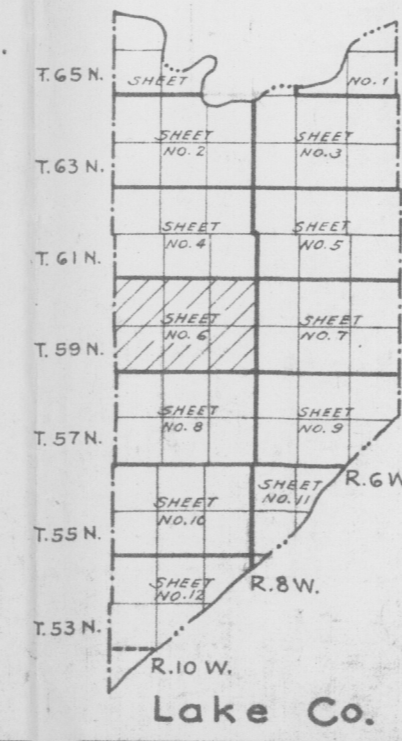 T.65 N.
SHEET NO. 1
SHEET
NO. 2
SHEET
NO. 3
T.63 N.
SHEET
NO. 4
SHEET
NO. 5
T.61 N.
SHEET
NO. 6
SHEET
NO. 7
T.59 N.
SHEET
NO. 8
SHEET
NO. 9
T.57 N.
R.6W.
SHEET
NO. 10
SHEET
NO. 11
T.55 N.
SHEET
NO. 12
R.8 W.
T.53 N.
R.10 W.
Lake Co.